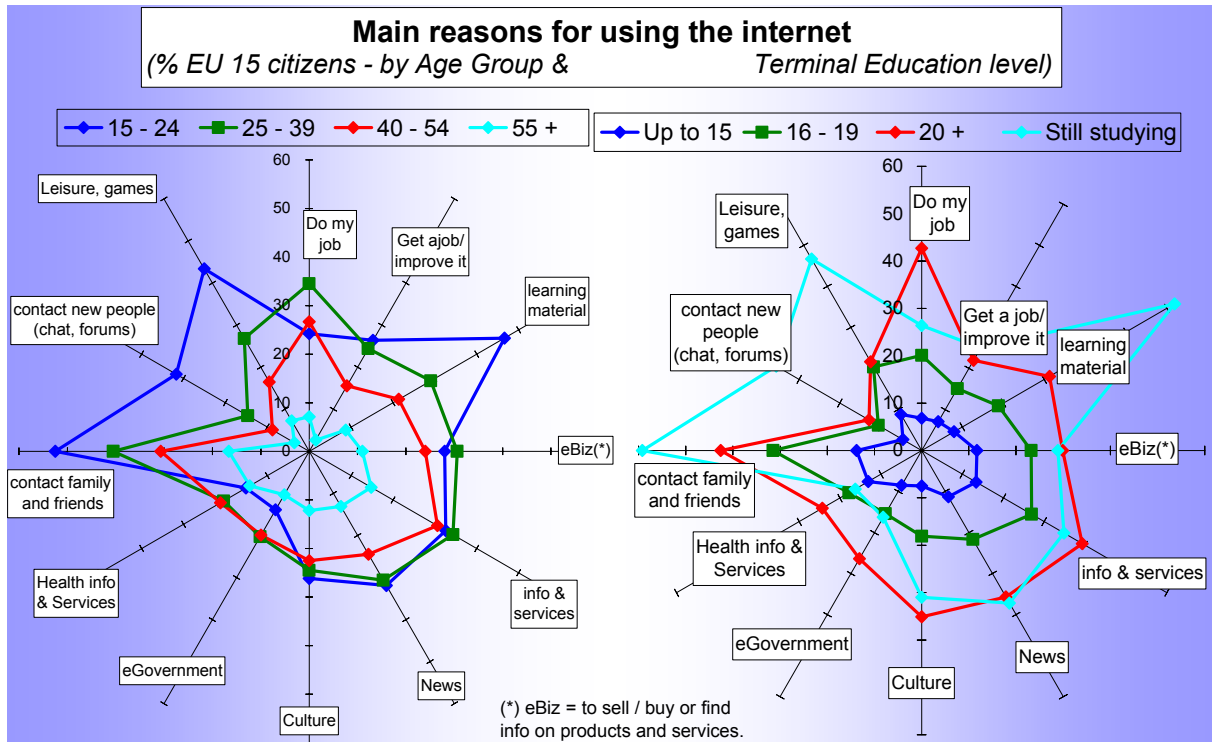 Main reasons for using the internet
(% EU 15 citizens - by Age Group & Terminal Education level)
15 - 24 25 - 39 40 - 54 55 +
60
50
40
30
20
10
0
Do my
job
Get ajob/
improve it
learning
material
eBiz(*)
info &
services
News
Culture
eGovernment
Health info
& Services
contact family
and friends
contact new people
(chat, forums)
Leisure, games
Up to 15 16 - 19 20 + Still studying
60
50
40
30
20
10
0
Do my
job
Get a job/
improve it
learning
material
eBiz(*)
info & services
News
Culture
eGovernment
Health info &
Services
contact family
and friends
contact new
people
(chat, forums)
Leisure,
games
(*) eBiz = to sell / buy or find
info on products and services.